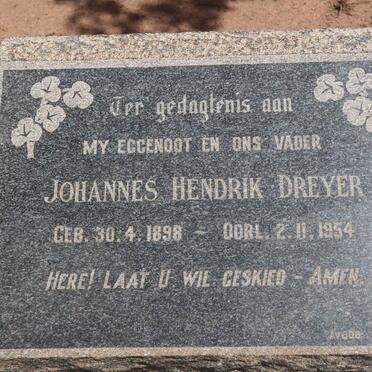 Ter gedagtenis aan
MY EGGENOOT EN ONS VADER
JOHANNES HENDRIK DREYER
GEB. 30.4.1898 - OORL. 2.11.1954
HERE! LAAT U WIL GESKIED - AMEN.